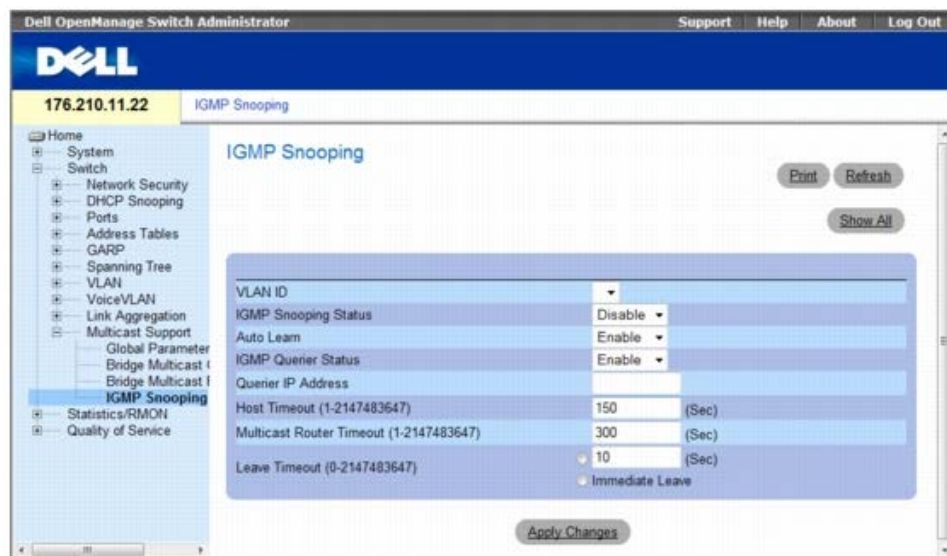 Dell OpenManage Switch Administrator
Support Help About Log Out
DELL
176.210.11.22
IGMP Snooping
Home
System
Switch
Network Security
DHCP Snooping
Ports
Address Tables
GARP
Spanning Tree
VLAN
VoiceVLAN
Link Aggregation
Multicast Support
Global Parameter
Bridge Multicast
Bridge Multicast
IGMP Snooping
Statistics/RMON
Quality of Service
IGMP Snooping
Print Refresh
Show All
VLAN ID
IGMP Snooping Status Disable
Auto Learn Enable
IGMP Querier Status Enable
Querier IP Address
Host Timeout (1-2147483647) 150 (Sec)
Multicast Router Timeout (1-2147483647) 300 (Sec)
Leave Timeout (0-2147483647) 10 (Sec)
Immediate Leave
Apply Changes